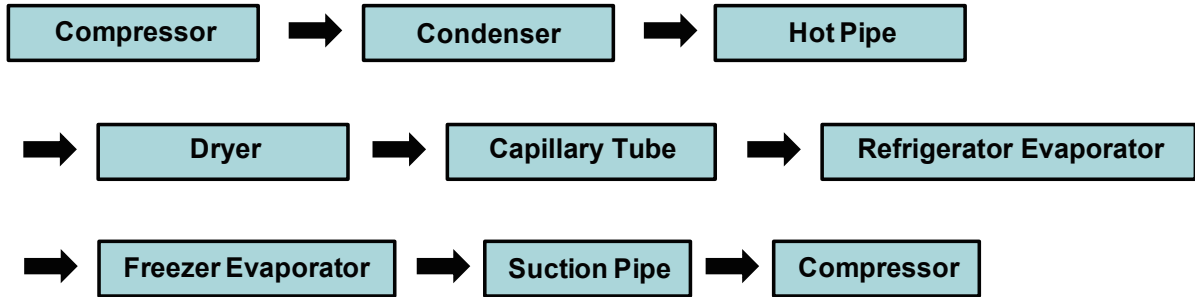 Compressor Condenser Hot Pipe
Dryer Capillary Tube Refrigerator Evaporator
Freezer Evaporator Suction Pipe Compressor